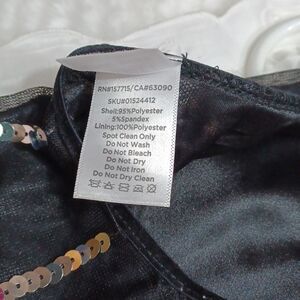 RN#157715/CA#63090
SKU#01524412
Shell:95%Polyester
5%Spandex
Lining:100%Polyester
Spot Clean Only
Do Not Wash
Do Not Bleach
Do Not Dry
Do Not Iron
Do Not Dry Clean